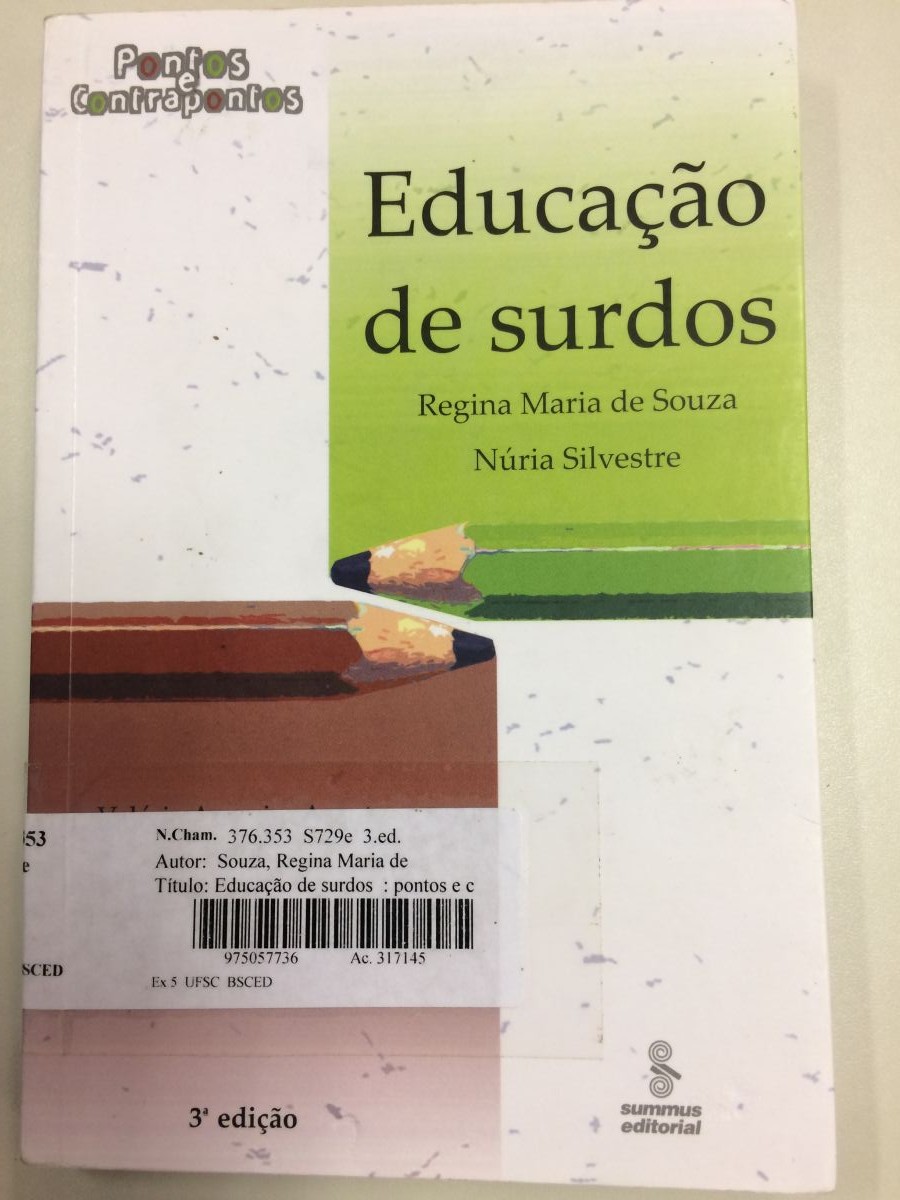 Pontos
e
Contrapontos
Educação
de surdos
Regina Maria de Souza
Núria Silvestre
53
e
SCED
N.Cham. 376.353 S729e 3.ed.
Autor: Souza, Regina Maria de
Título: Educação de surdos : pontos e c
975057736 Ac. 317145
Ex 5 UFSC BSCED
3ª edição
summus
editorial